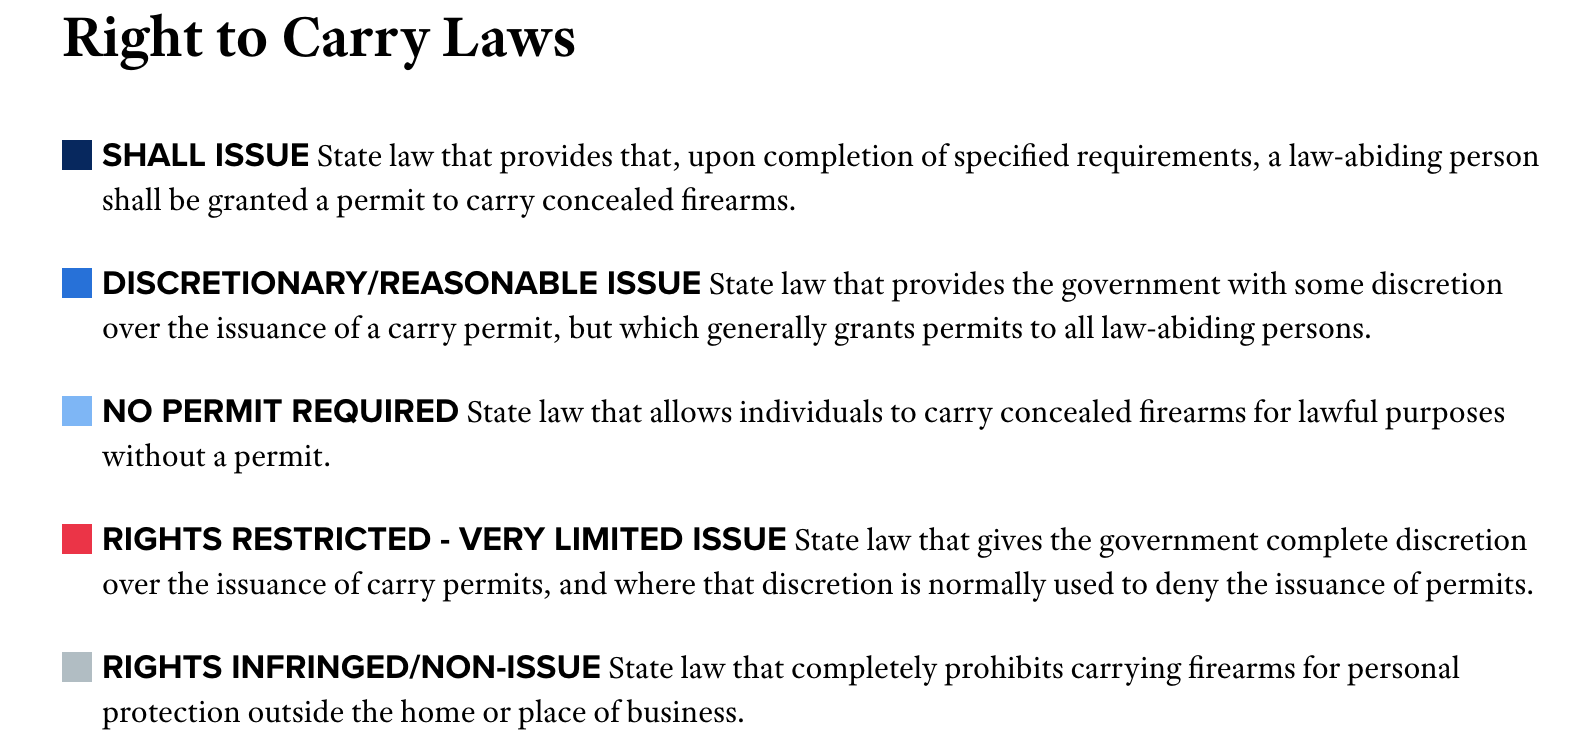 Right to Carry Laws
SHALL ISSUE State law that provides that, upon completion of specified requirements, a law-abiding person
shall be granted a permit to carry concealed firearms.
DISCRETIONARY/REASONABLE ISSUE State law that provides the government with some discretion
over the issuance of a carry permit, but which generally grants permits to all law-abiding persons.
NO PERMIT REQUIRED State law that allows individuals to carry concealed firearms for lawful purposes
without a permit.
RIGHTS RESTRICTED - VERY LIMITED ISSUE State law that gives the government complete discretion
over the issuance of carry permits, and where that discretion is normally used to deny the issuance of permits.
RIGHTS INFRINGED/NON-ISSUE State law that completely prohibits carrying firearms for personal
protection outside the home or place of business.